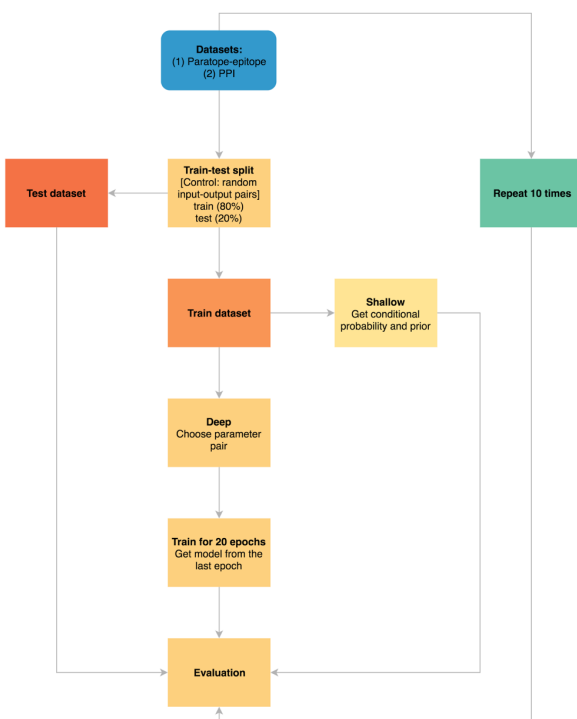 Datasets:
(1) Paratope-epitope
(2) PPI
Test dataset
Train-test split
[Control: random
input-output pairs]
train (80%)
test (20%)
Repeat 10 times
Train dataset
Shallow
Get conditional
probability and prior
Deep
Choose parameter
pair
Train for 20 epochs
Get model from the
last epoch
Evaluation